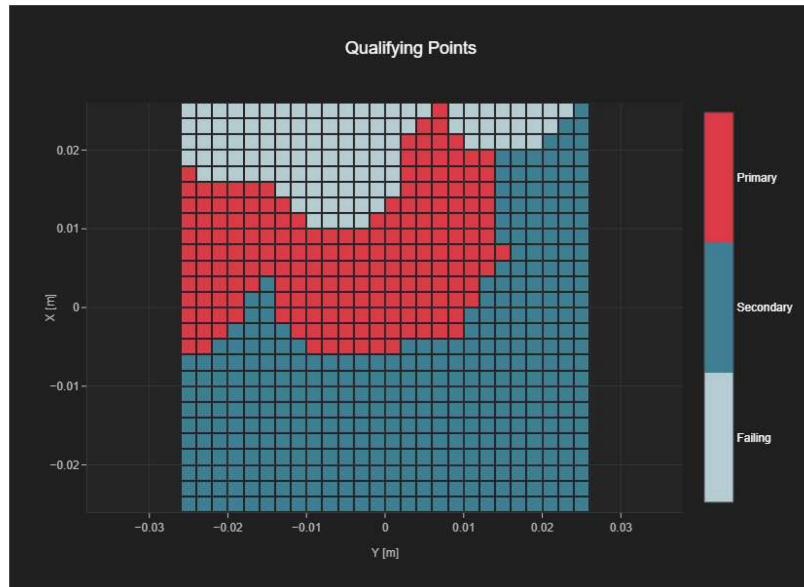 Qualifying Points
X [m]
0.02
0.01
0
−0.01
−0.02
−0.03
−0.02
−0.01
0
0.01
0.02
0.03
Y [m]
Primary
Secondary
Failing